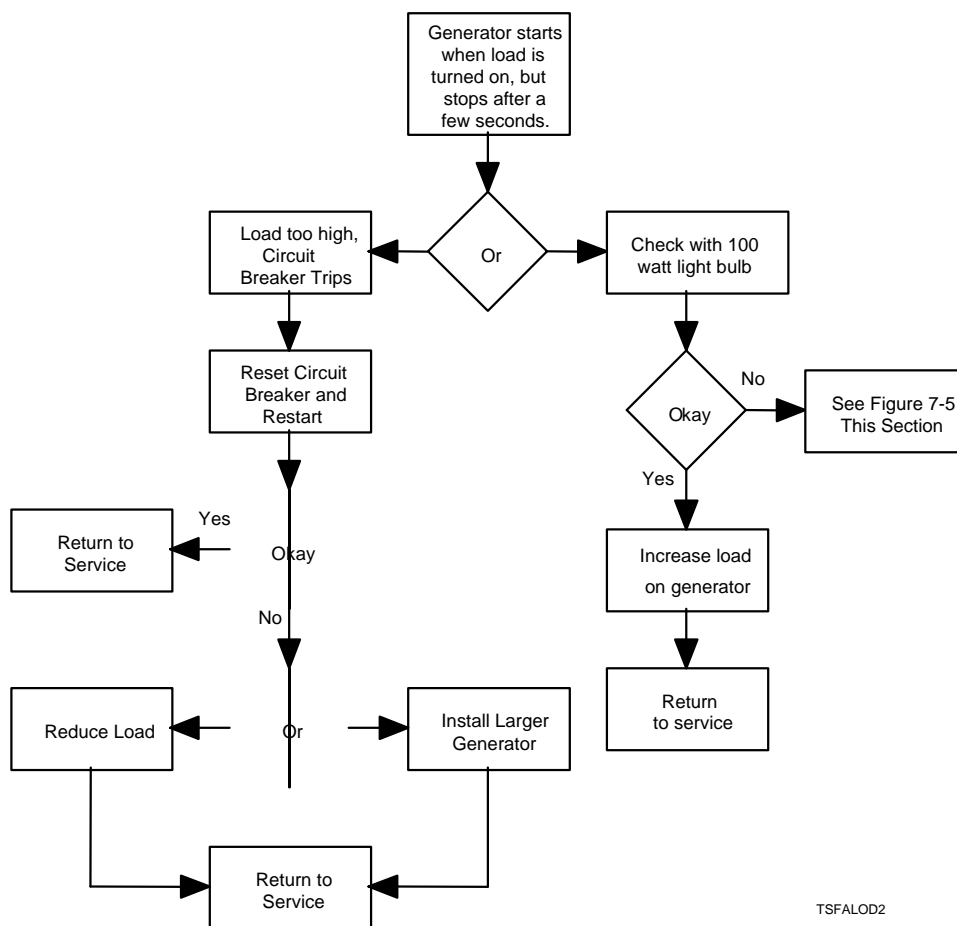 Generator starts
when load is
turned on, but
stops after a
few seconds.
Load too high,
Circuit
Breaker Trips
Or
Check with 100
watt light bulb
Reset Circuit
Breaker and
Restart
Okay
No
See Figure 7-5
This Section
Yes
Return to
Service
Yes
Okay
Increase load
on generator
No
Reduce Load
Or
Install Larger
Generator
Return
to service
Return to
Service
TSFALOD2